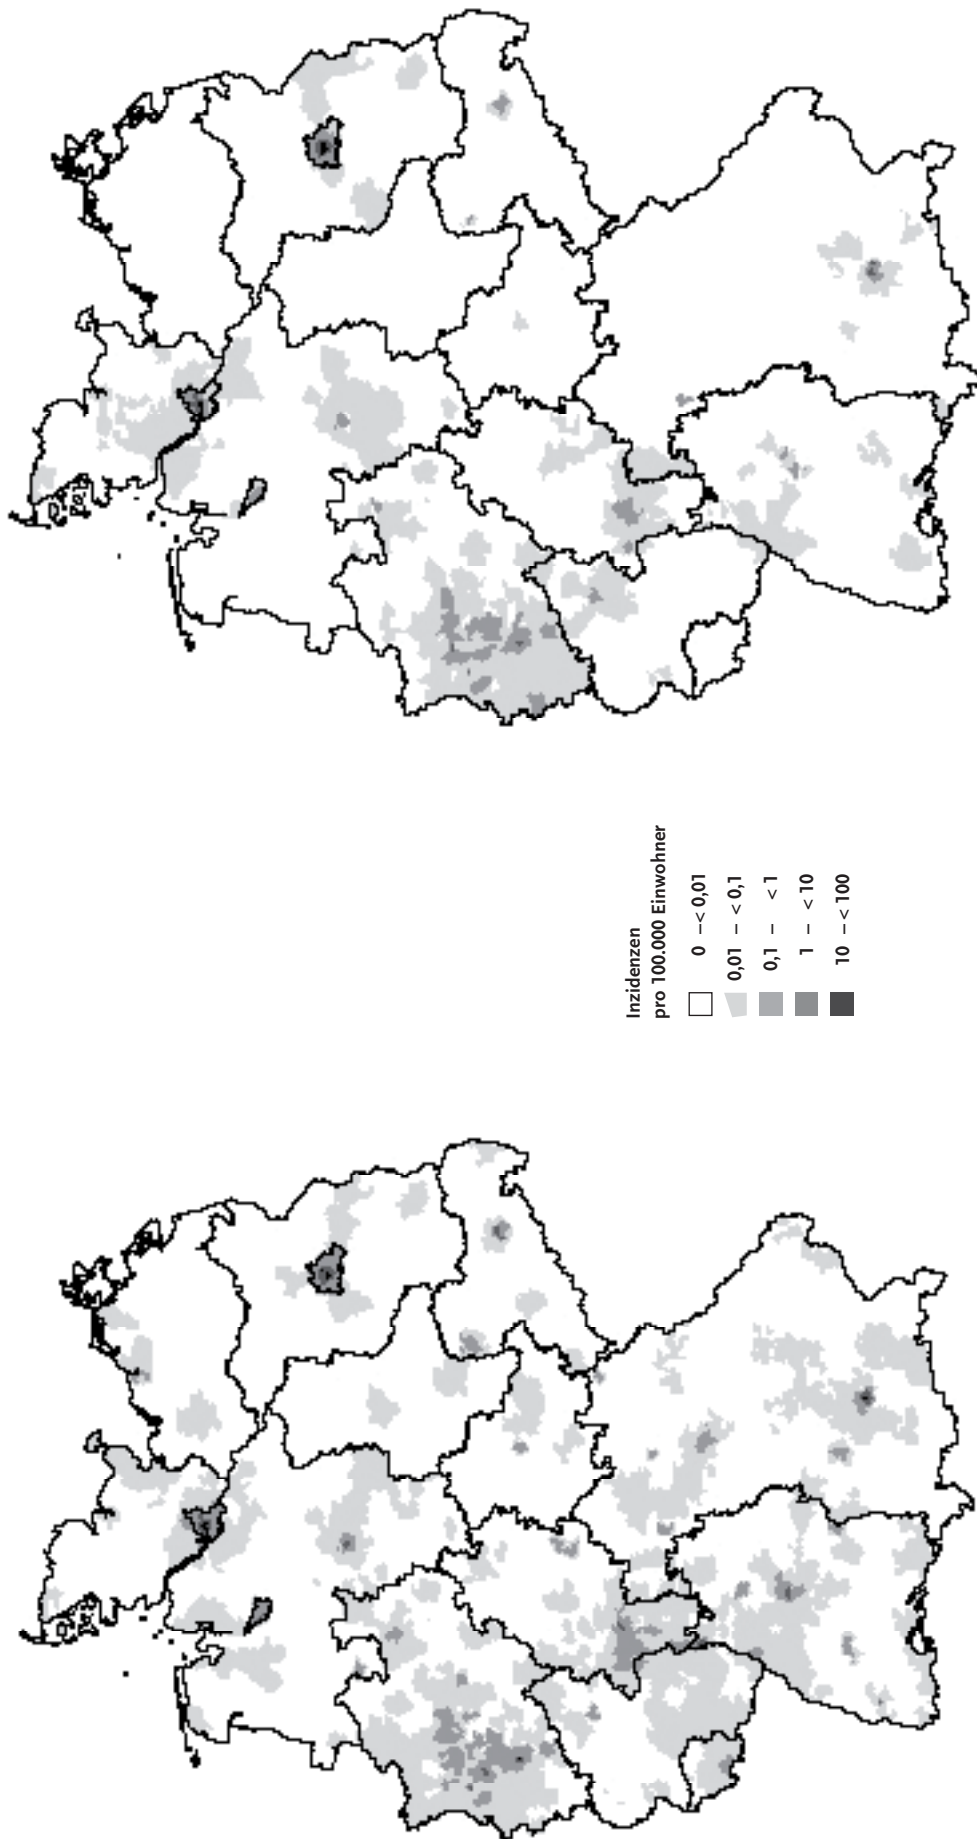 Inzidenzen
pro 100.000 Einwohner
0 –< 0,01
0,01 – < 0,1
0,1 – < 1
1 – < 10
10 – < 100